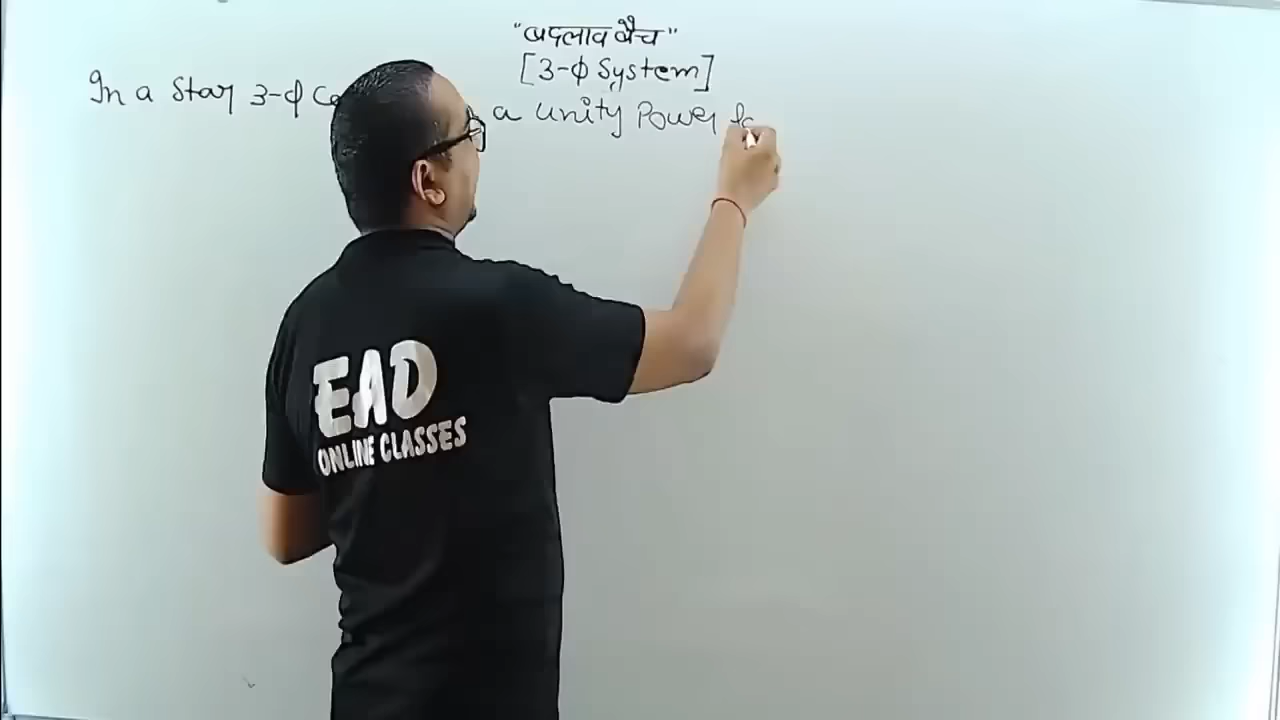 "बदलाव बैच"
[3-ϕ System]
In a Star 3-ϕ a unity Power
EAD
ONLINE CLASSES